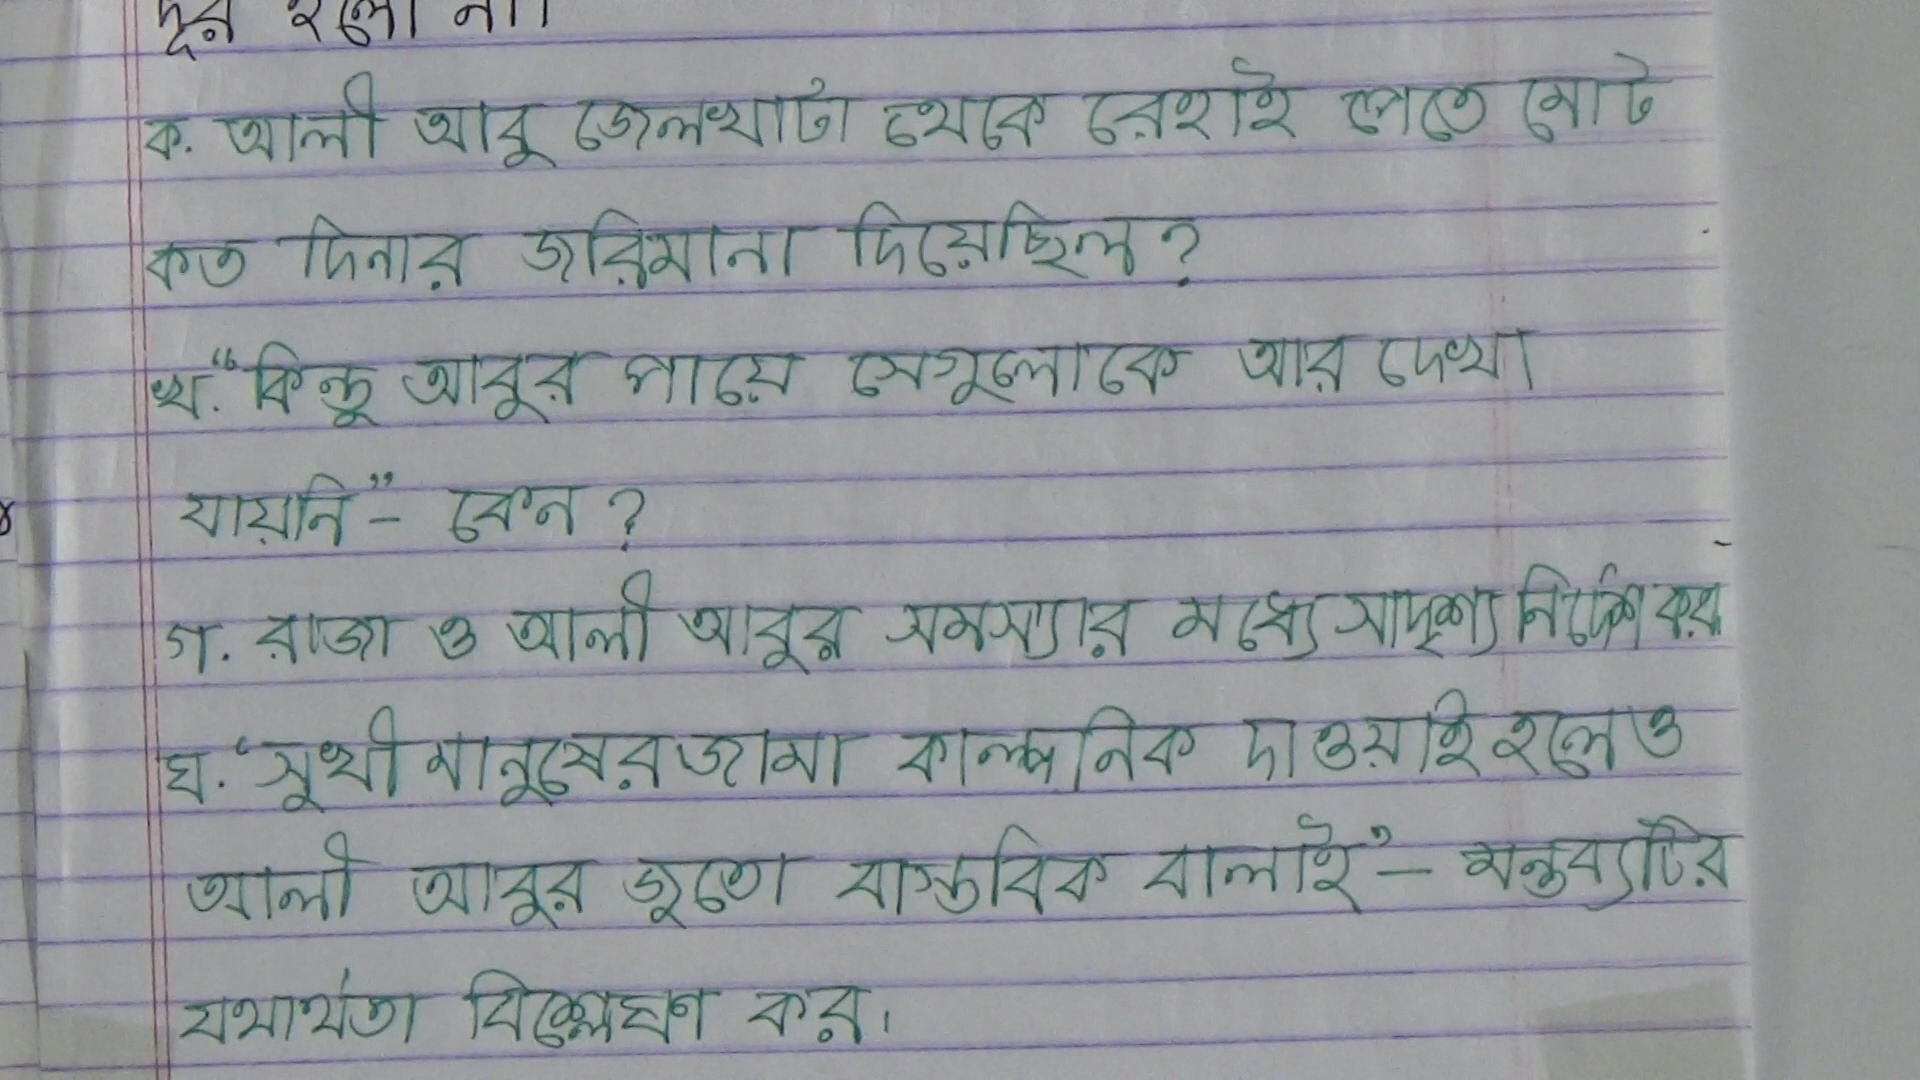 দূর হলো না।
ক. আলী আবু জেলখাটা থেকে রেহাই পেতে মোট
কত দিনার জরিমানা দিয়েছিল?
খ. “কিন্তু আবুর পায়ে সেগুলোকে আর দেখা
যায়নি” – কেন ?
গ. রাজা ও আলী আবুর সমস্যার মধ্যে সাদৃশ্য নির্দেশ কর
ঘ. ‘সুখী মানুষের জামা কাল্পনিক দাওয়াই হলেও
আলী আবুর জুতো বাস্তবিক বালাই’ – মন্তব্যটির
যথার্থতা বিশ্লেষণ কর।